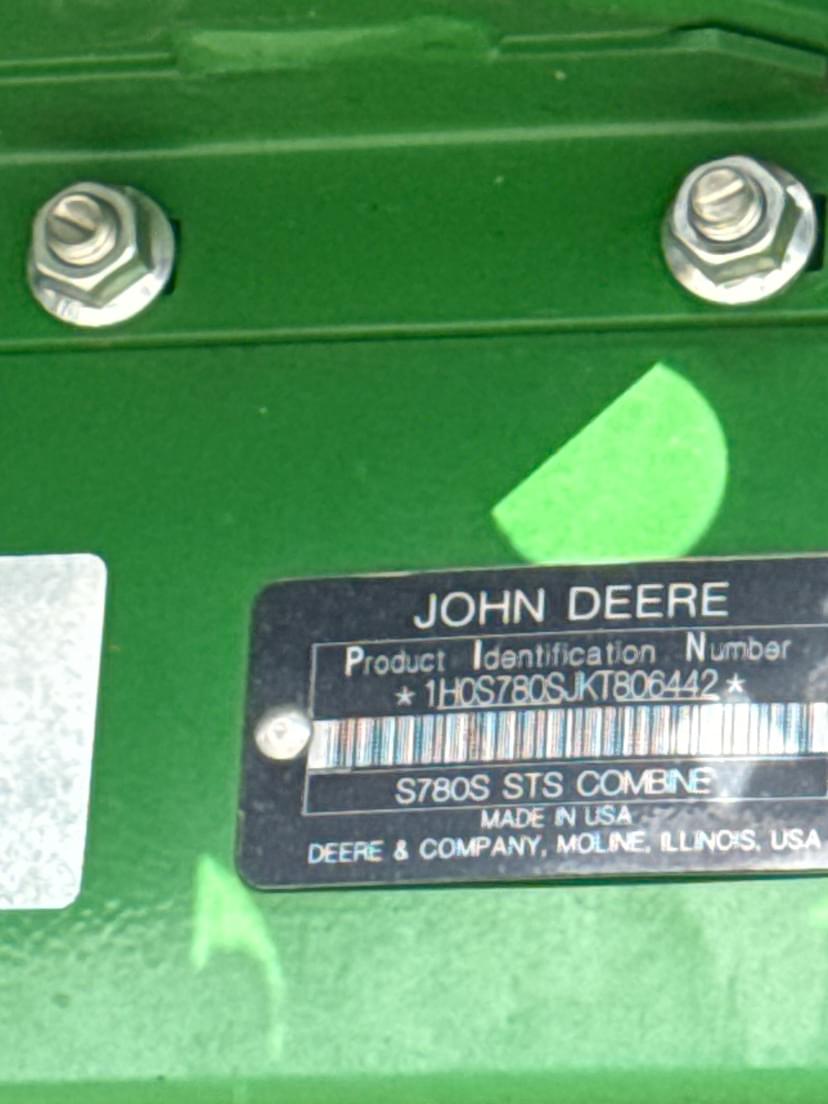 JOHN DEERE
Product Identification Number
*1H0S780SJKT806442*
S780S STS COMBINE
MADE IN USA
DEERE & COMPANY, MOLINE, ILLINOIS, USA